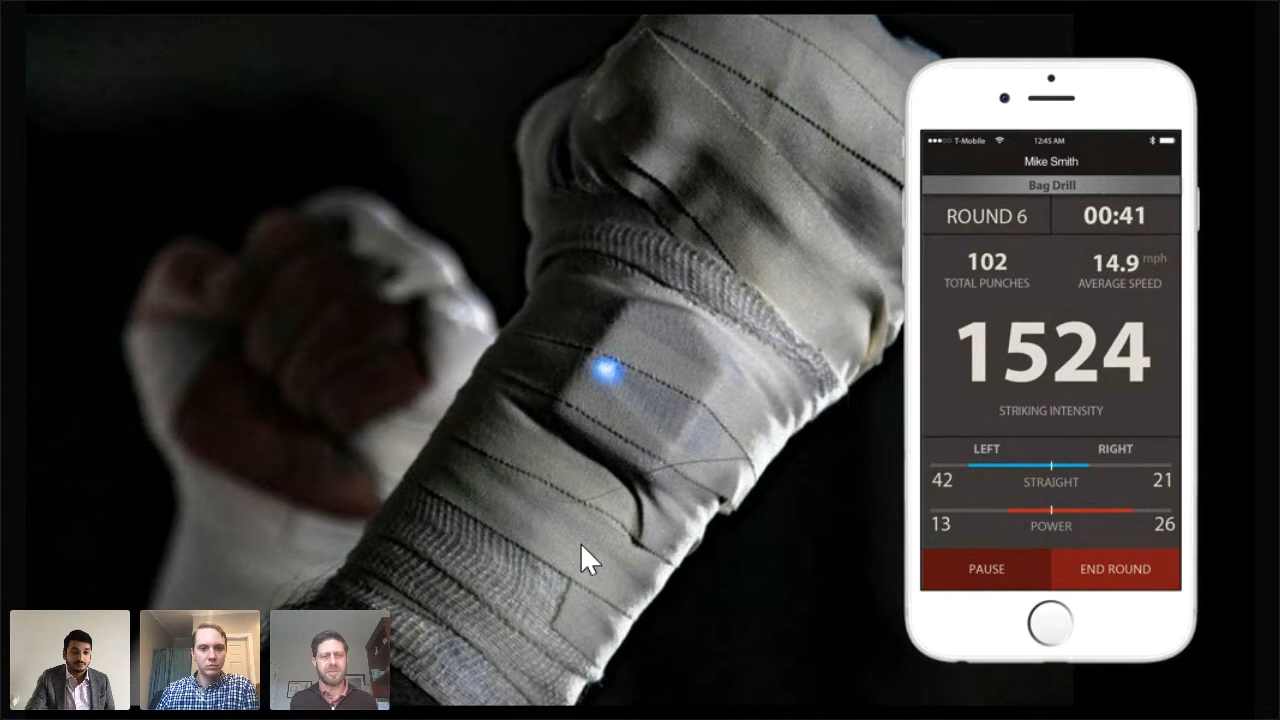 T-Mobile 12:45 AM
Mike Smith
Bag Drill
ROUND 6 00:41
102 14.9 mph
TOTAL PUNCHES AVERAGE SPEED
1524
STRIKING INTENSITY
LEFT RIGHT
42 STRAIGHT 21
13 POWER 26
PAUSE END ROUND